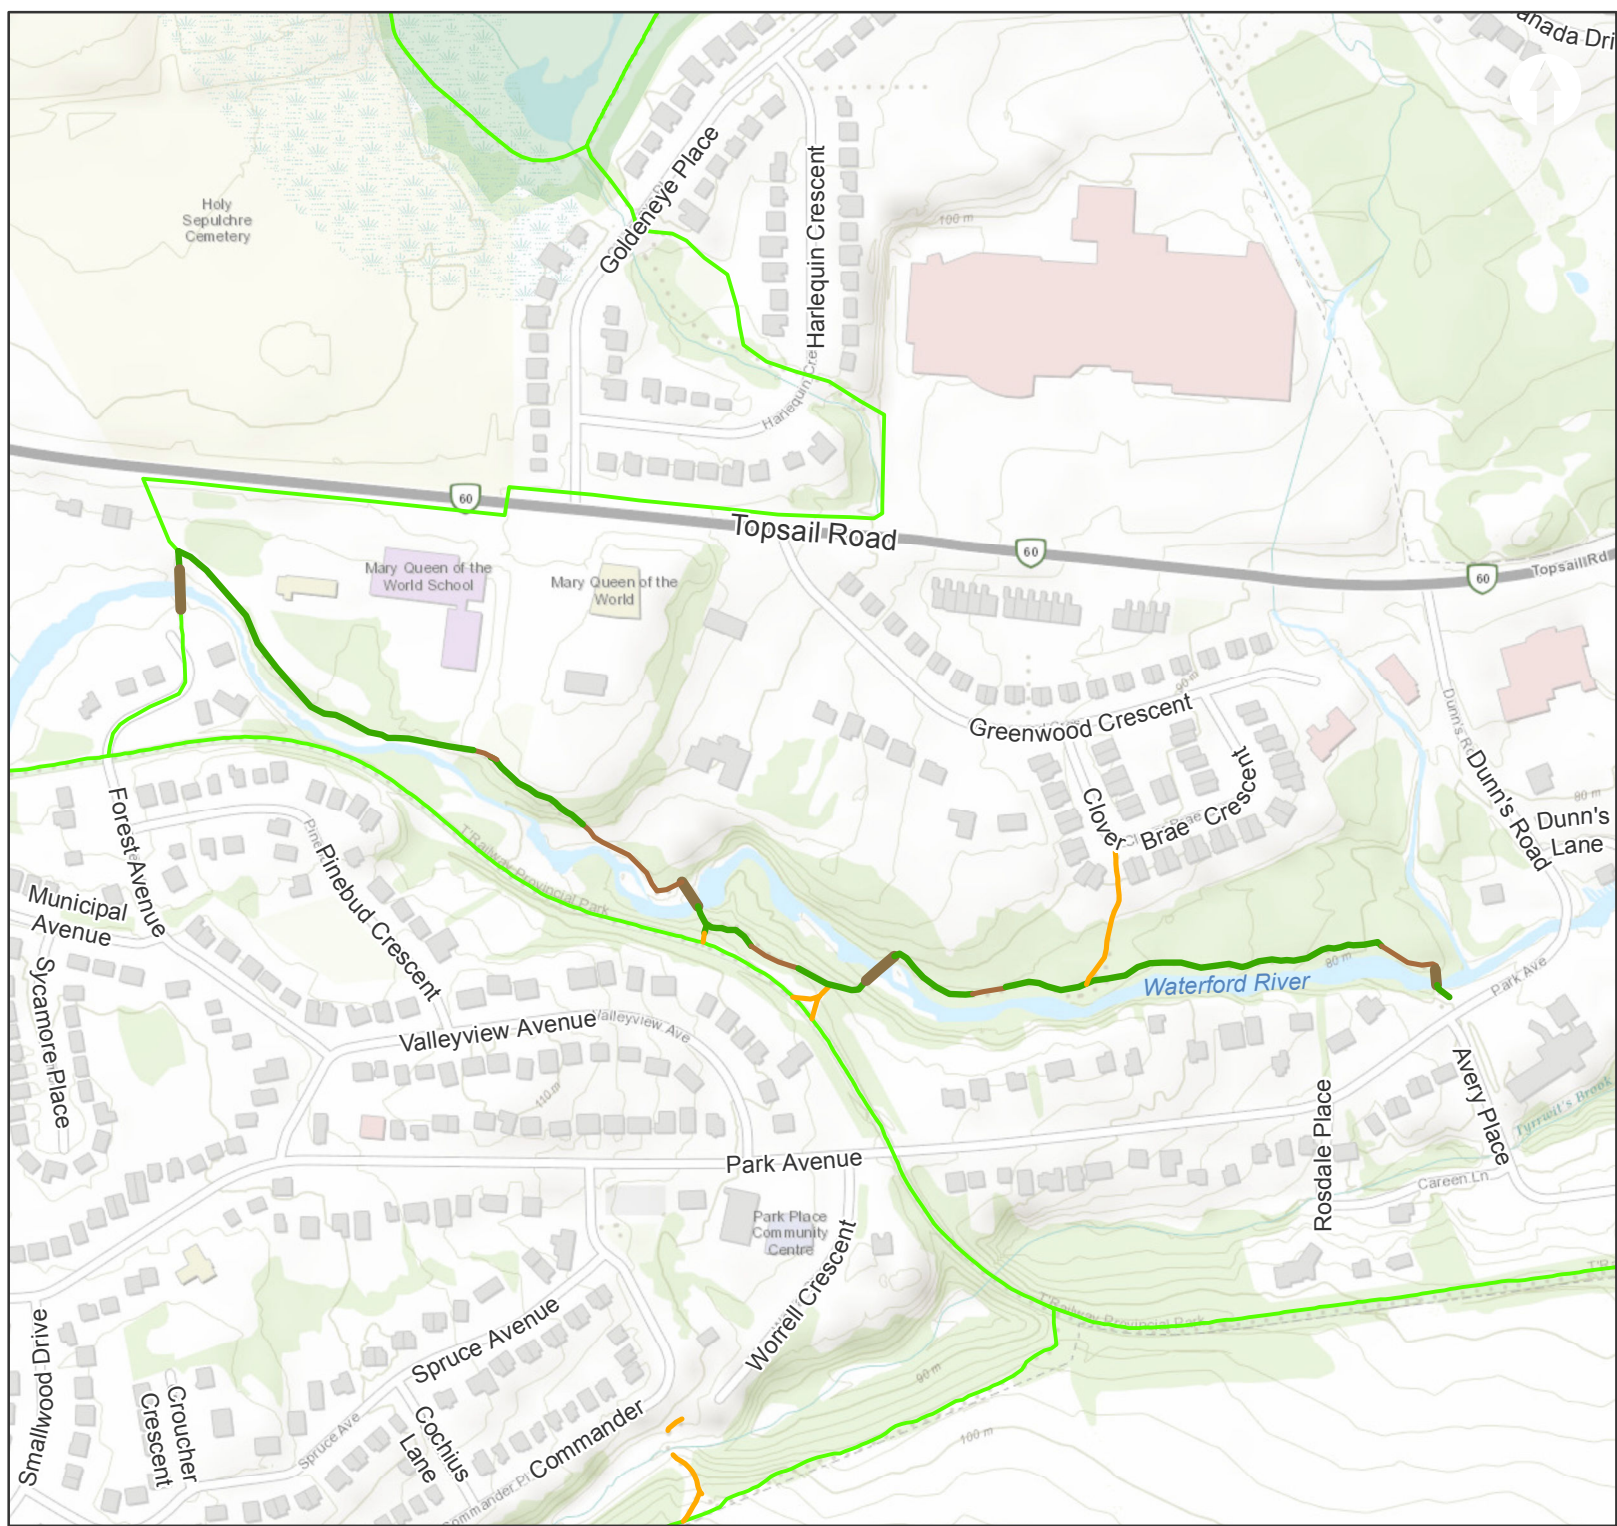 anada Dri
Goldeneye Place
Harlequin Crescent
100 m
Holy
Sepulchre
Cemetery
Harlequin Cre
60
Topsail Road
60
60
Topsail Rd
Mary Queen of the
World School
Mary Queen of the
World
90 m
Greenwood Crescent
Dunn's Road
80 m
Dunn's
Lane
Clover Brae Crescent
Forest Avenue
Pinebud Crescent
T'Railway Provincial Park
Municipal
Avenue
Sycamore Place
Waterford River
80 m
Park Ave
Valleyview Avenue
Valleyview Ave
110 m
Avery Place
Tyrwit's Brook
Rosdale Place
Park Avenue
Careen Ln
Park Place
Community
Centre
Worrell Crescent
T'Railway Provincial Park
T'Ra
Smallwood Drive
Spruce Avenue
90 m
Croucher
Crescent
Spruce Ave
Cochius
Lane
Commander
Commander Pl
100 m